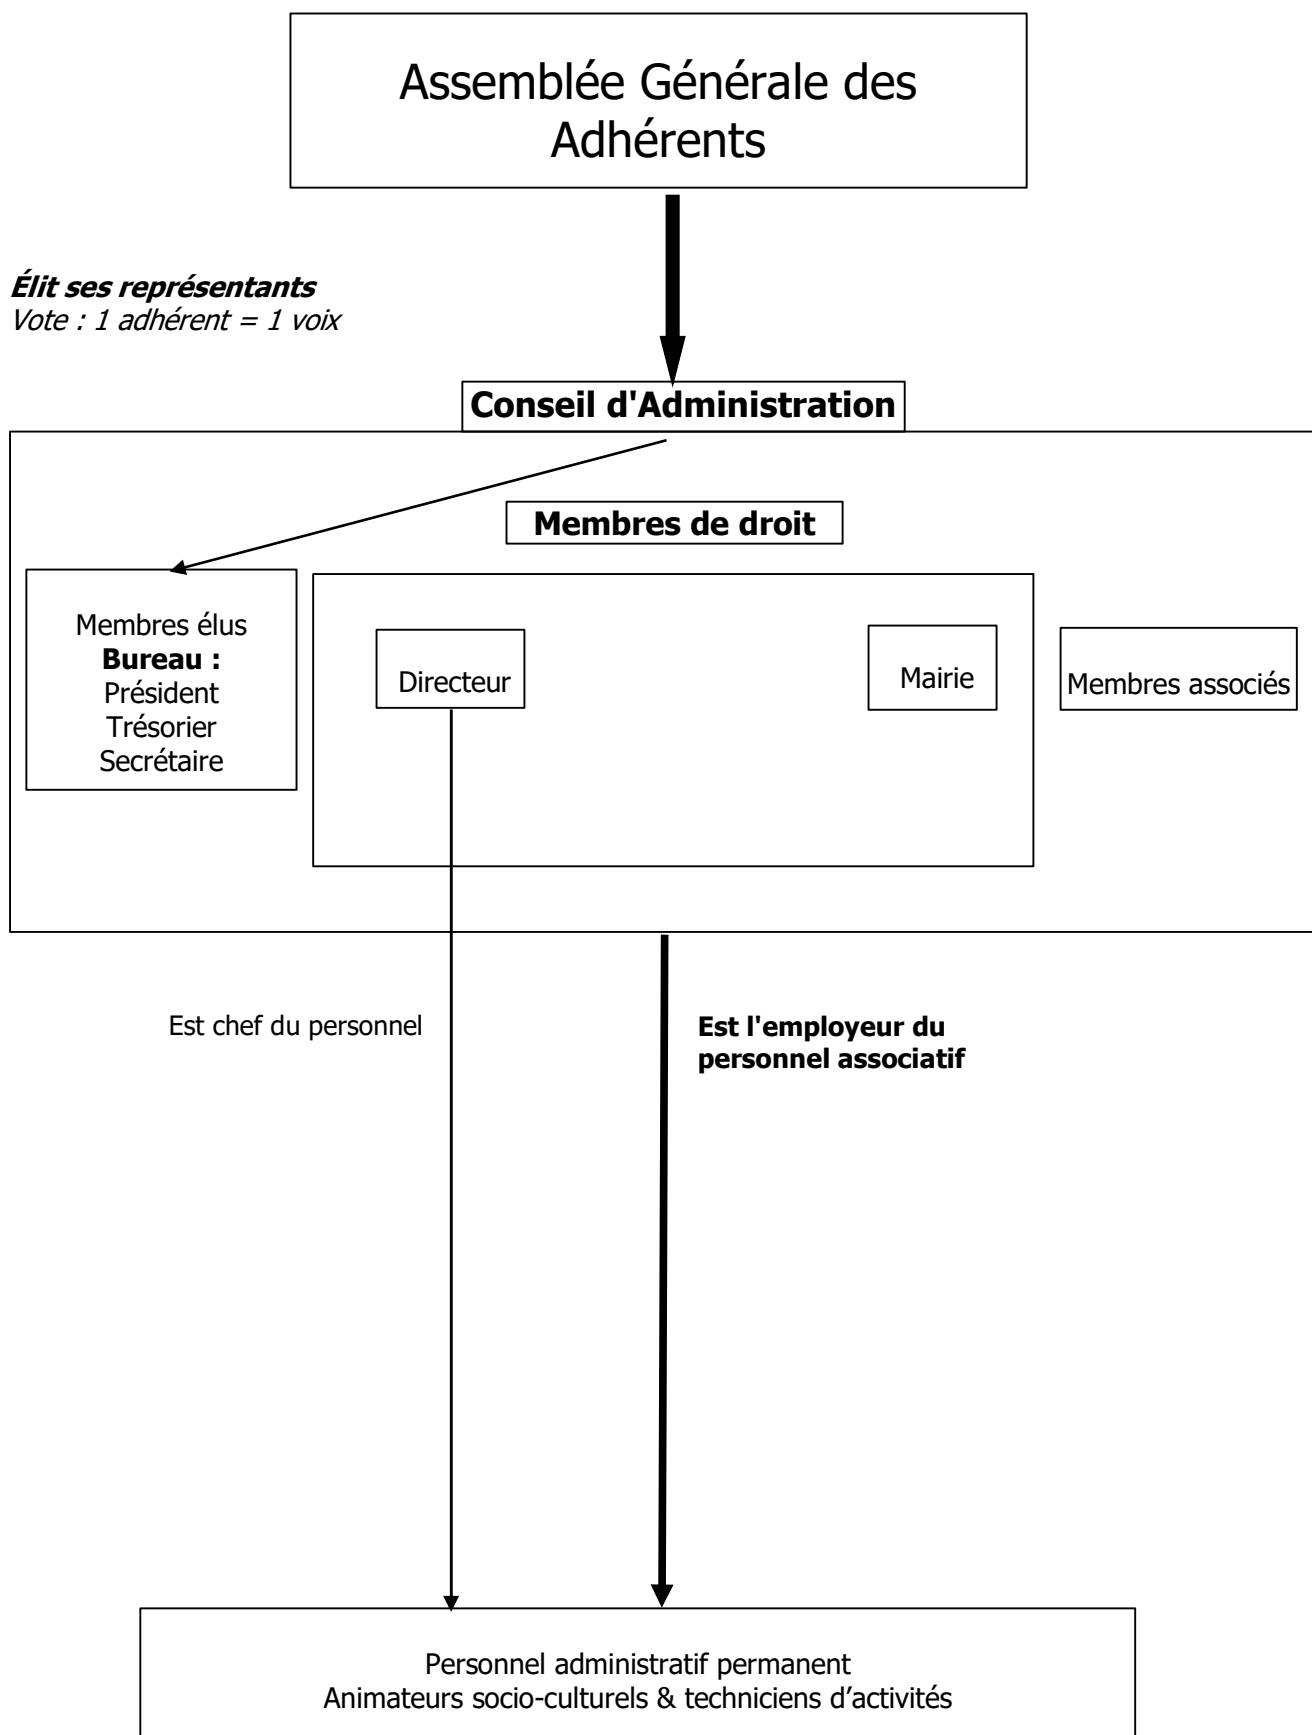 Assemblée Générale des
Adhérents
Élit ses représentants
Vote : 1 adhérent = 1 voix
Conseil d'Administration
Membres de droit
Membres élus
Bureau :
Président
Trésorier
Secrétaire
Directeur
Mairie
Membres associés
Est chef du personnel
Est l'employeur du
personnel associatif
Personnel administratif permanent
Animateurs socio-culturels & techniciens d’activités